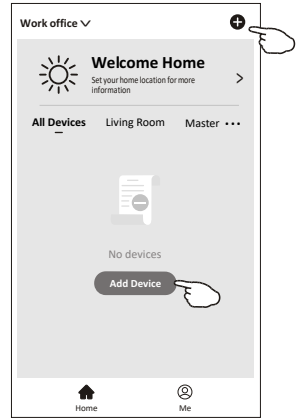 Work office
Welcome Home
Set your home location for more
information
All Devices Living Room Master
No devices
Add Device
Home Me